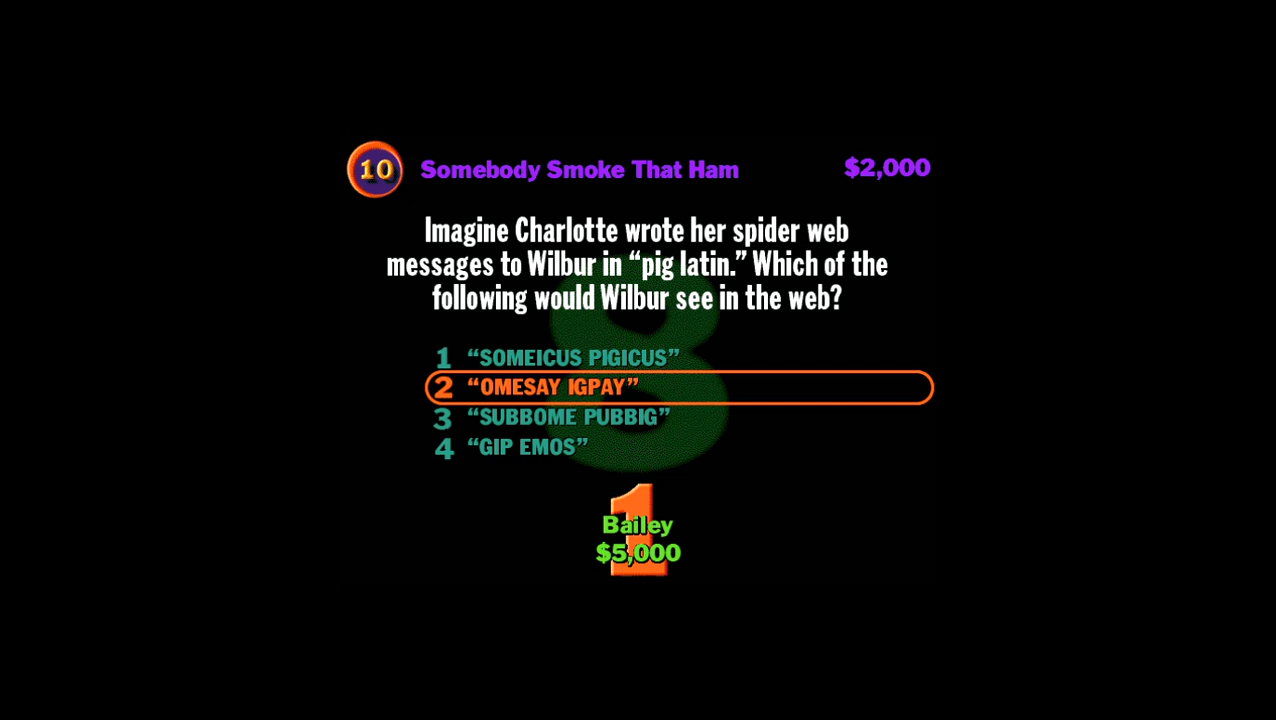 10 Somebody Smoke That Ham $2,000
Imagine Charlotte wrote her spider web
messages to Wilbur in “pig latin.” Which of the
following would Wilbur see in the web?
8
1 “SOMEICUS PIGICUS”
2 “OMESAY IGPAY”
3 “SUBBOME PUBBIG”
4 “GIP EMOS”
1
Bailey
$5,000